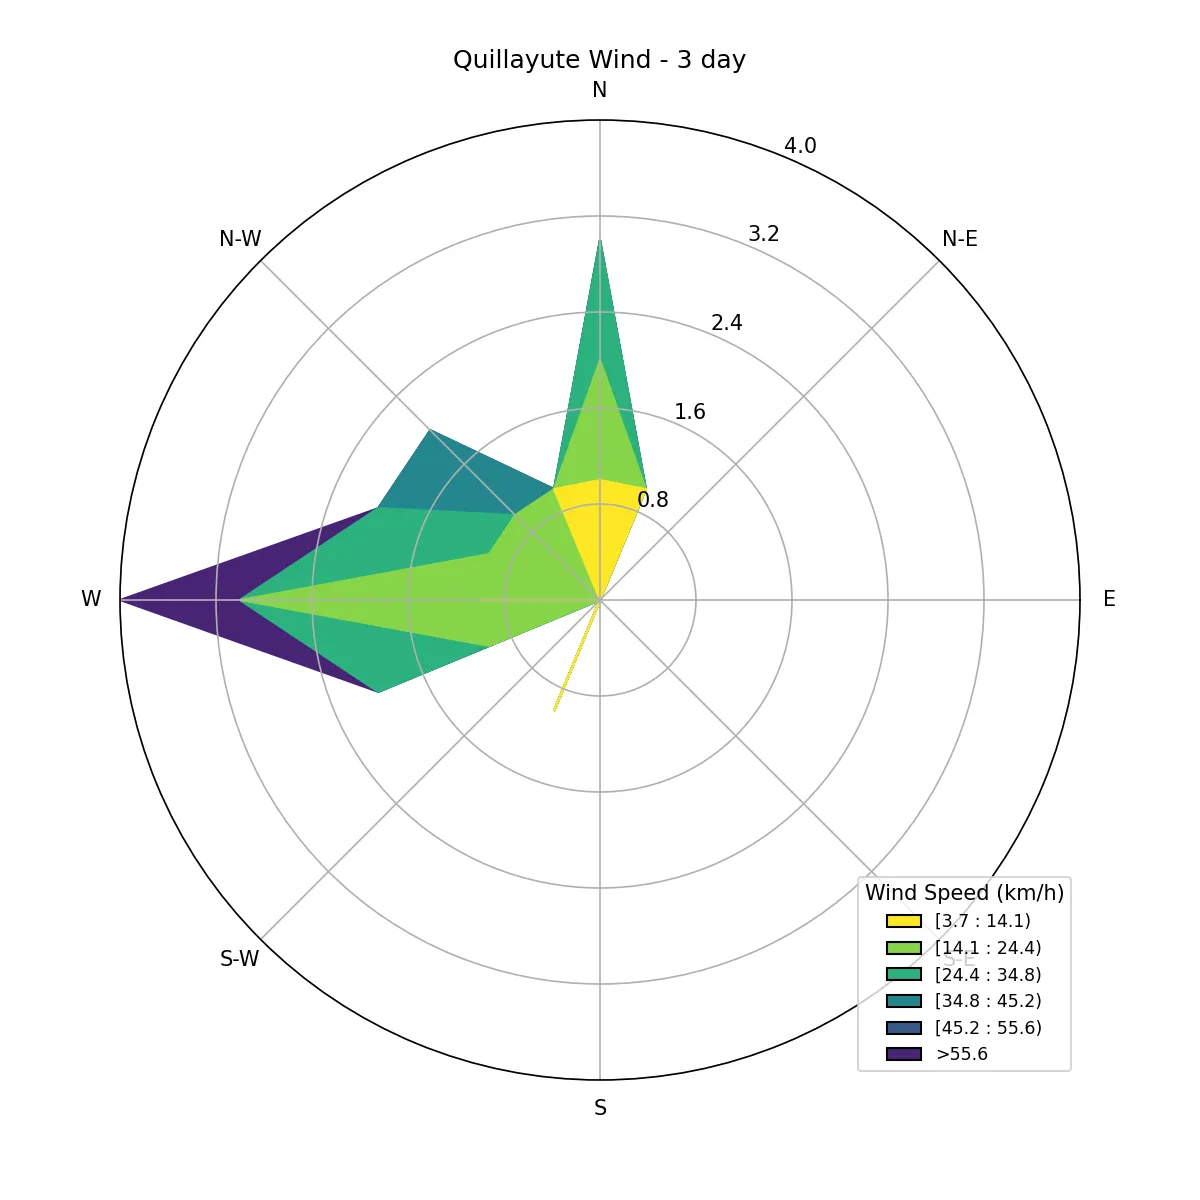 Quillayute Wind - 3 day
N
4.0
N-W
3.2
N-E
2.4
1.6
0.8
W
E
Wind Speed (km/h)
[3.7 : 14.1)
[14.1 : 24.4)
S-W
S-E
[24.4 : 34.8)
[34.8 : 45.2)
[45.2 : 55.6)
>55.6
S